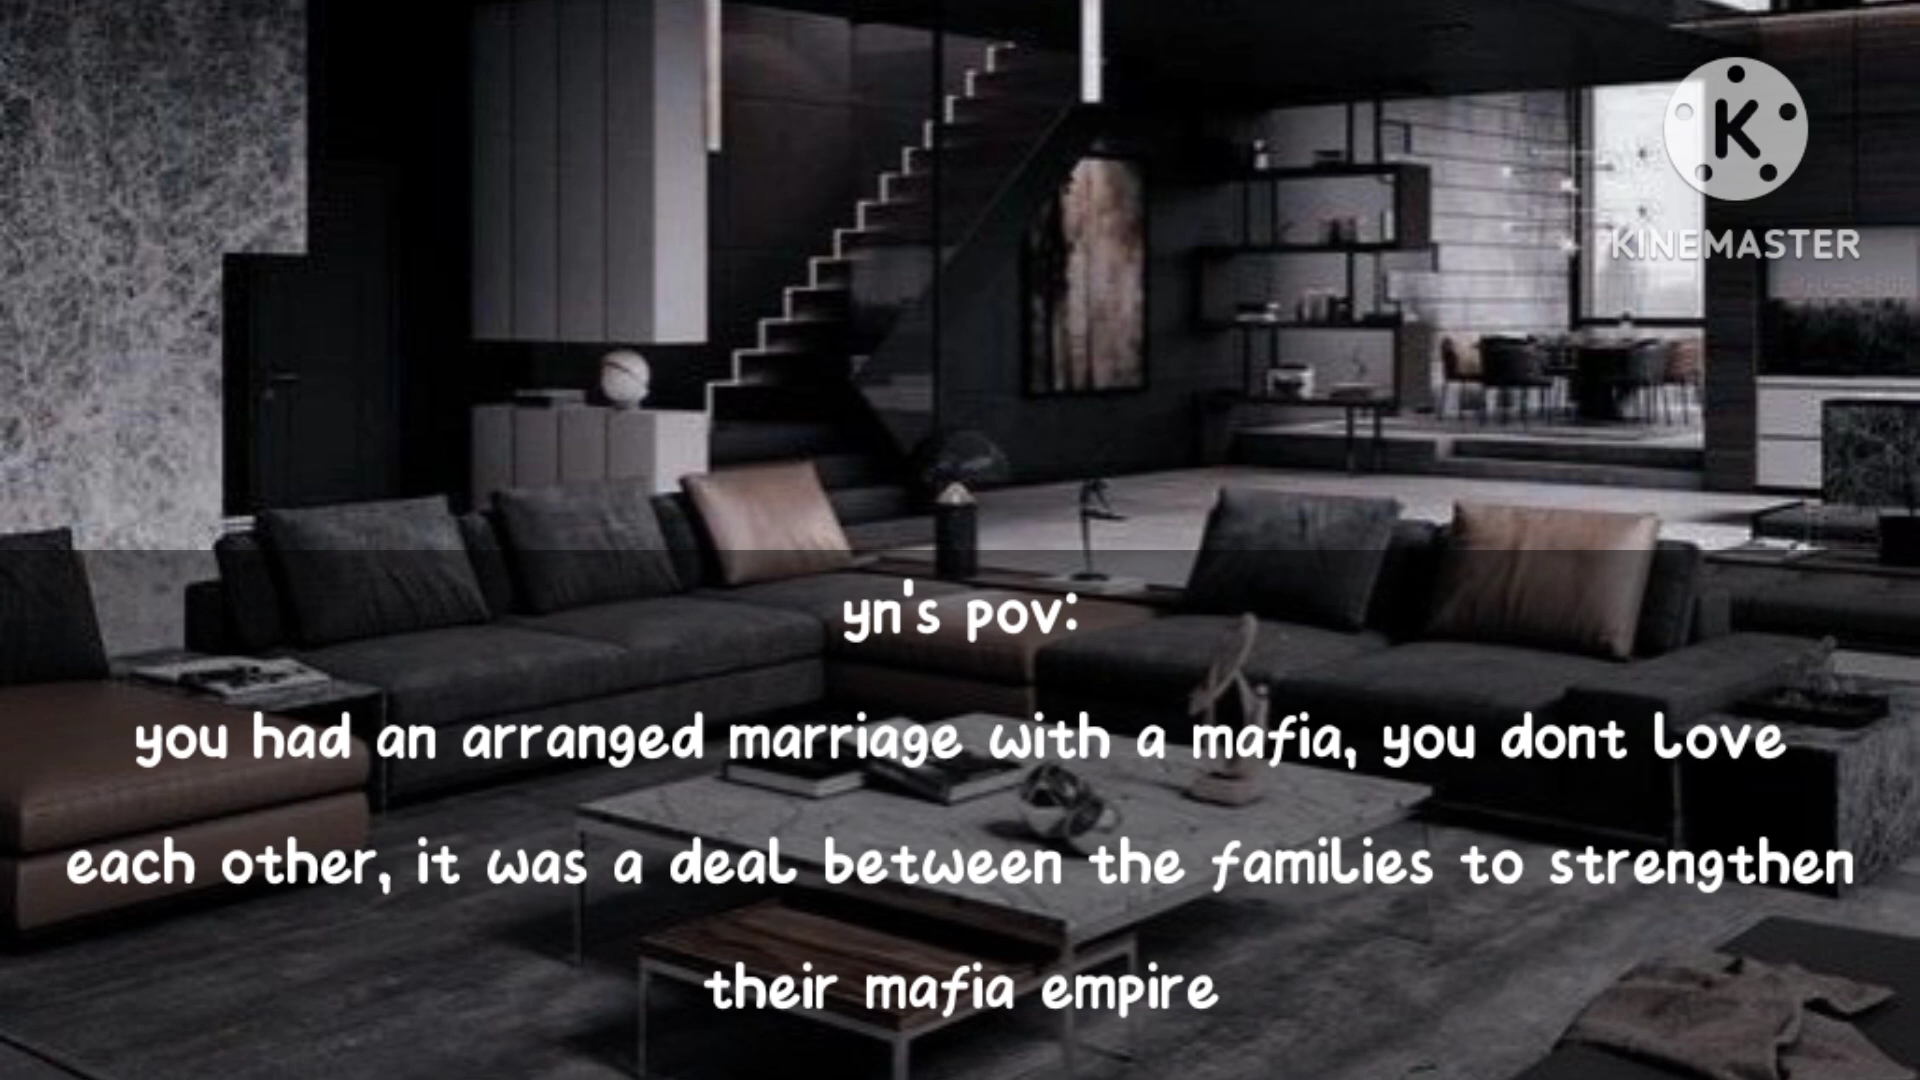 K
KINEMASTER
yn's pov:
you had an arranged marriage with a mafia, you dont love
each other, it was a deal between the families to strengthen
their mafia empire